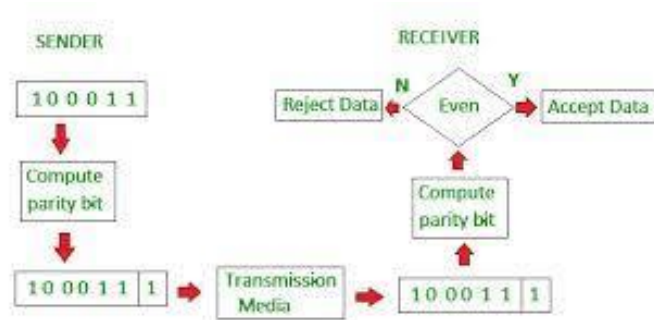 SENDER
1 0 0 0 1 1
Compute
parity bit
1 0 0 0 1 1 1
Transmission
Media
RECEIVER
N
Y
Reject Data
Even
Accept Data
Compute
parity bit
1 0 0 0 1 1 1